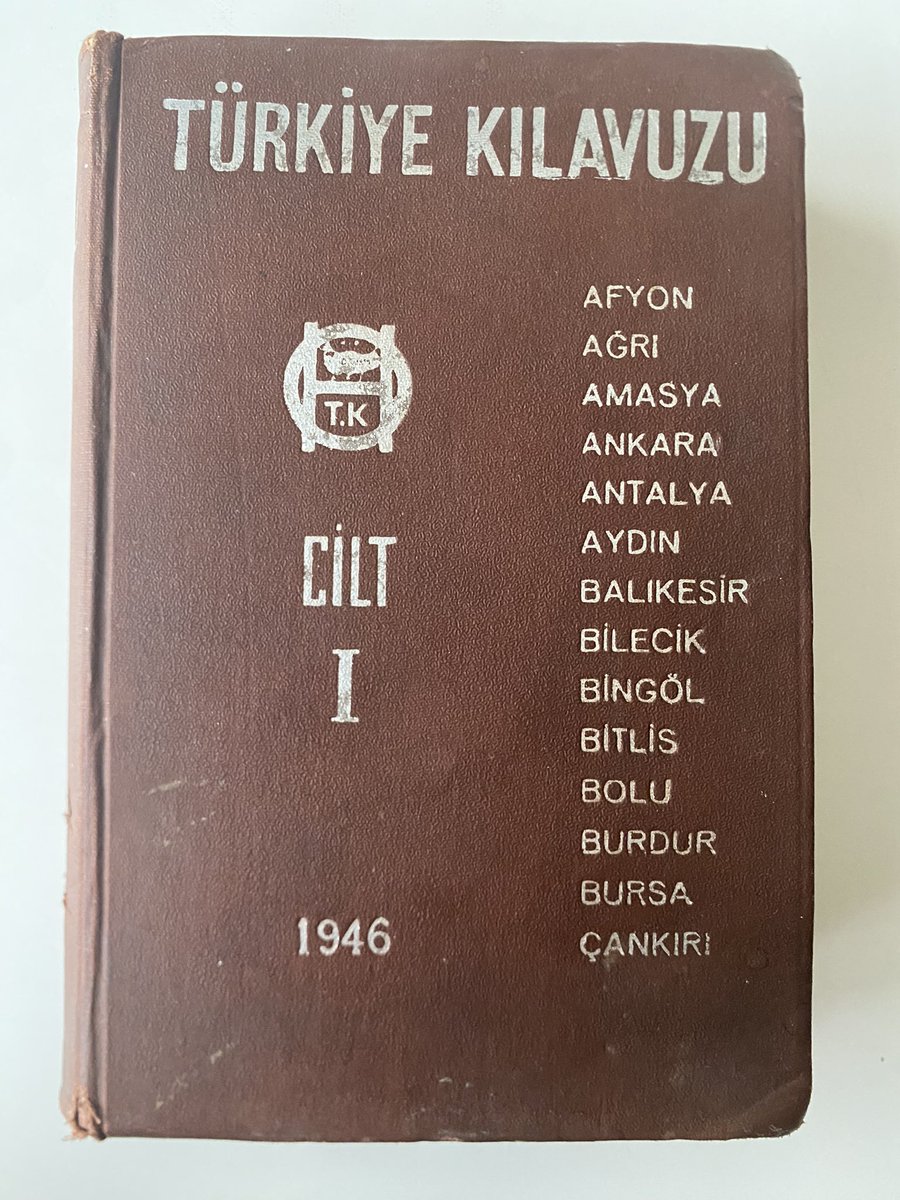 TÜRKİYE KILAVUZU
T.K
CİLT
I
1946
AFYON
AĞRI
AMASYA
ANKARA
ANTALYA
AYDIN
BALIKESİR
BİLECİK
BİNGÖL
BİTLİS
BOLU
BURDUR
BURSA
ÇANKIRI